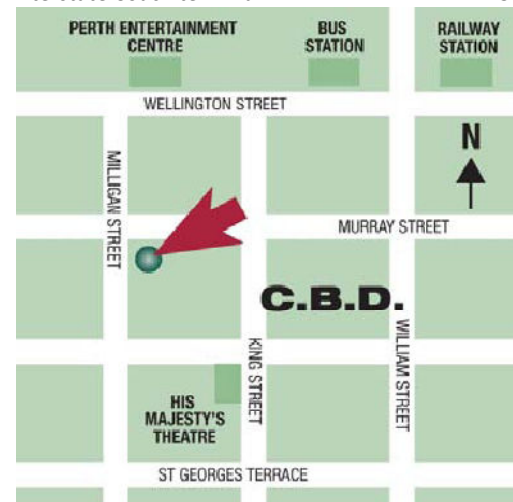 PERTH ENTERTAINMENT
CENTRE
BUS
STATION
RAILWAY
STATION
WELLINGTON STREET
MILLIGAN STREET
N
MURRAY STREET
C.B.D.
KING STREET
WILLIAM STREET
HIS
MAJESTY'S
THEATRE
ST GEORGES TERRACE